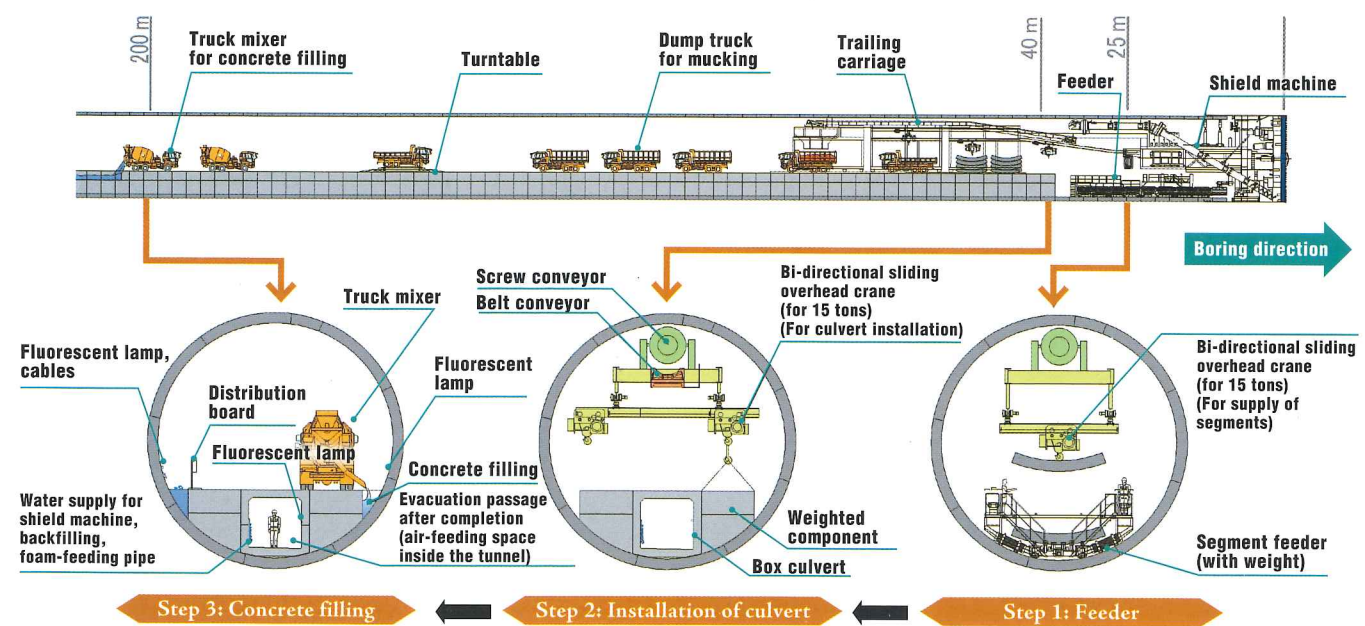 200 m
Truck mixer
for concrete filling
Turntable
Dump truck
for mucking
Trailing
carriage
40 m
25 m
Feeder
Shield machine
Boring direction
Fluorescent lamp,
cables
Distribution
board
Truck mixer
Fluorescent
lamp
Fluorescent lamp
Concrete filling
Water supply for
shield machine,
backfilling,
foam-feeding pipe
Evacuation passage
after completion
(air-feeding space
inside the tunnel)
Screw conveyor
Belt conveyor
Bi-directional sliding
overhead crane
(for 15 tons)
(For culvert installation)
Weighted
component
Box culvert
Bi-directional sliding
overhead crane
(for 15 tons)
(For supply of
segments)
Segment feeder
(with weight)
Step 3: Concrete filling
Step 2: Installation of culvert
Step 1: Feeder